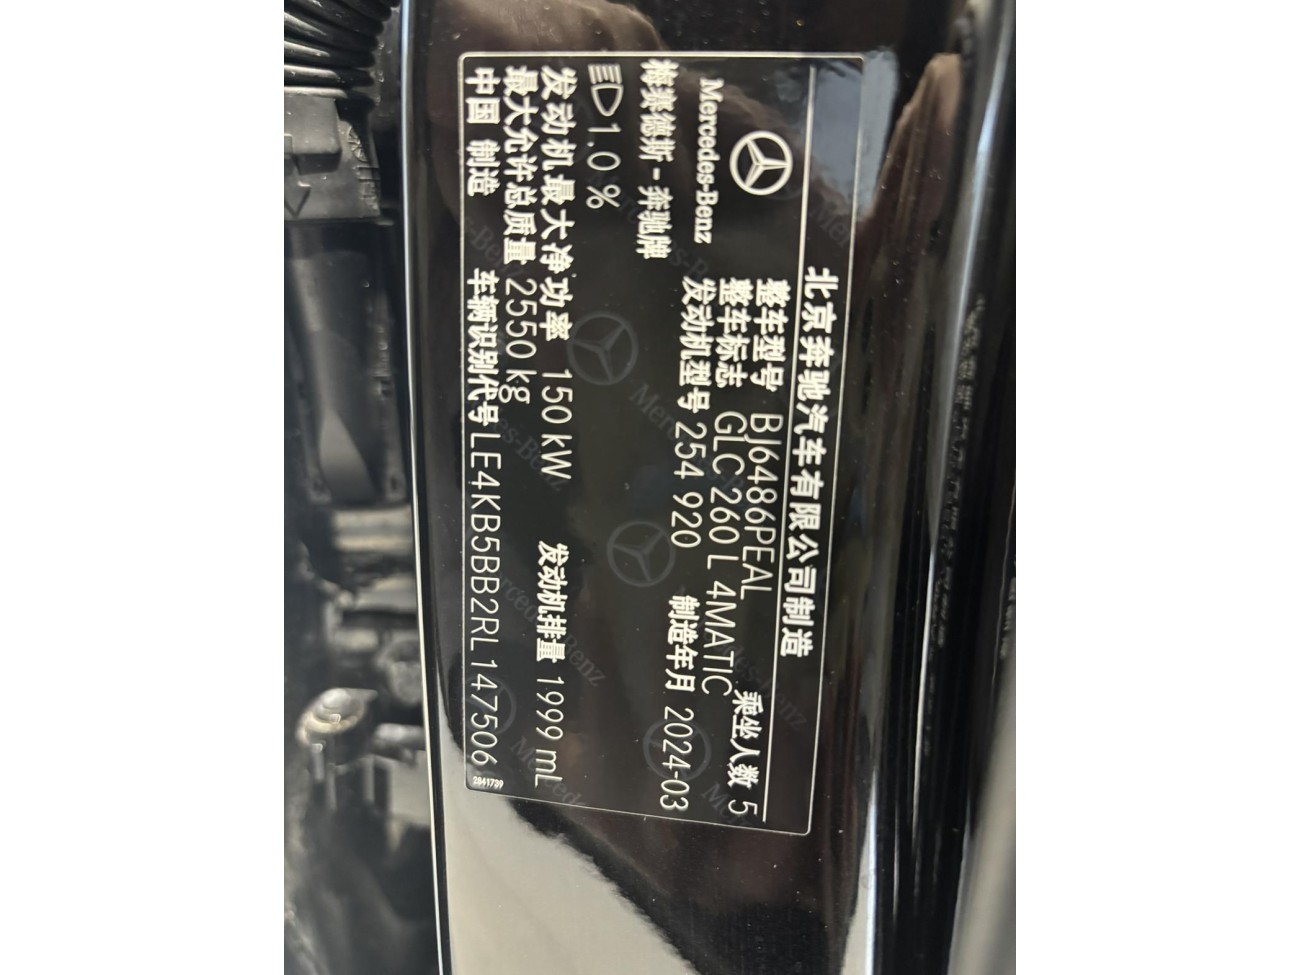 北京奔驰汽车有限公司制造
Mercedes-Benz
梅赛德斯-奔驰牌
整车型号 BJ6486PEAL
整车标志 GLC 260 L 4MATIC 乘坐人数 5
发动机型号 254 920 制造年月 2024-03
1.0 %
发动机最大净功率 150 kW 发动机排量 1999 mL
最大允许总质量 2550 kg
中国 制造 车辆识别代号 LE4KB5BB2RL147506
2841739